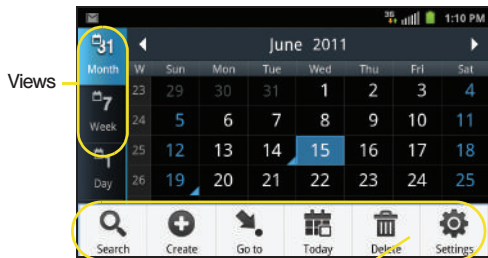 3G 1:10 PM
31 June 2011
Month W Sun Mon Tue Wed Thu Fri Sat
23 29 30 31 1 2 3 4
Views
7
Week 24 5 6 7 8 9 10 11
1 25 12 13 14 15 16 17 18
Day 26 19 20 21 22 23 24 25
Search Create Go to Today Delete Settings